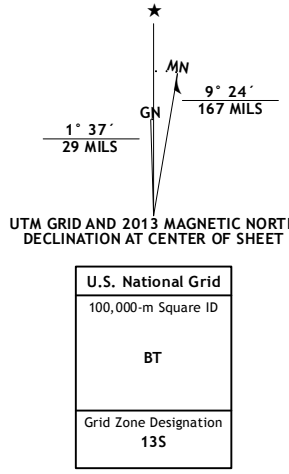 MN
GN
9° 24´
167 MILS
1° 37´
29 MILS
UTM GRID AND 2013 MAGNETIC NORT
DECLINATION AT CENTER OF SHEET
U.S. National Grid
100,000-m Square ID
BT
Grid Zone Designation
13S